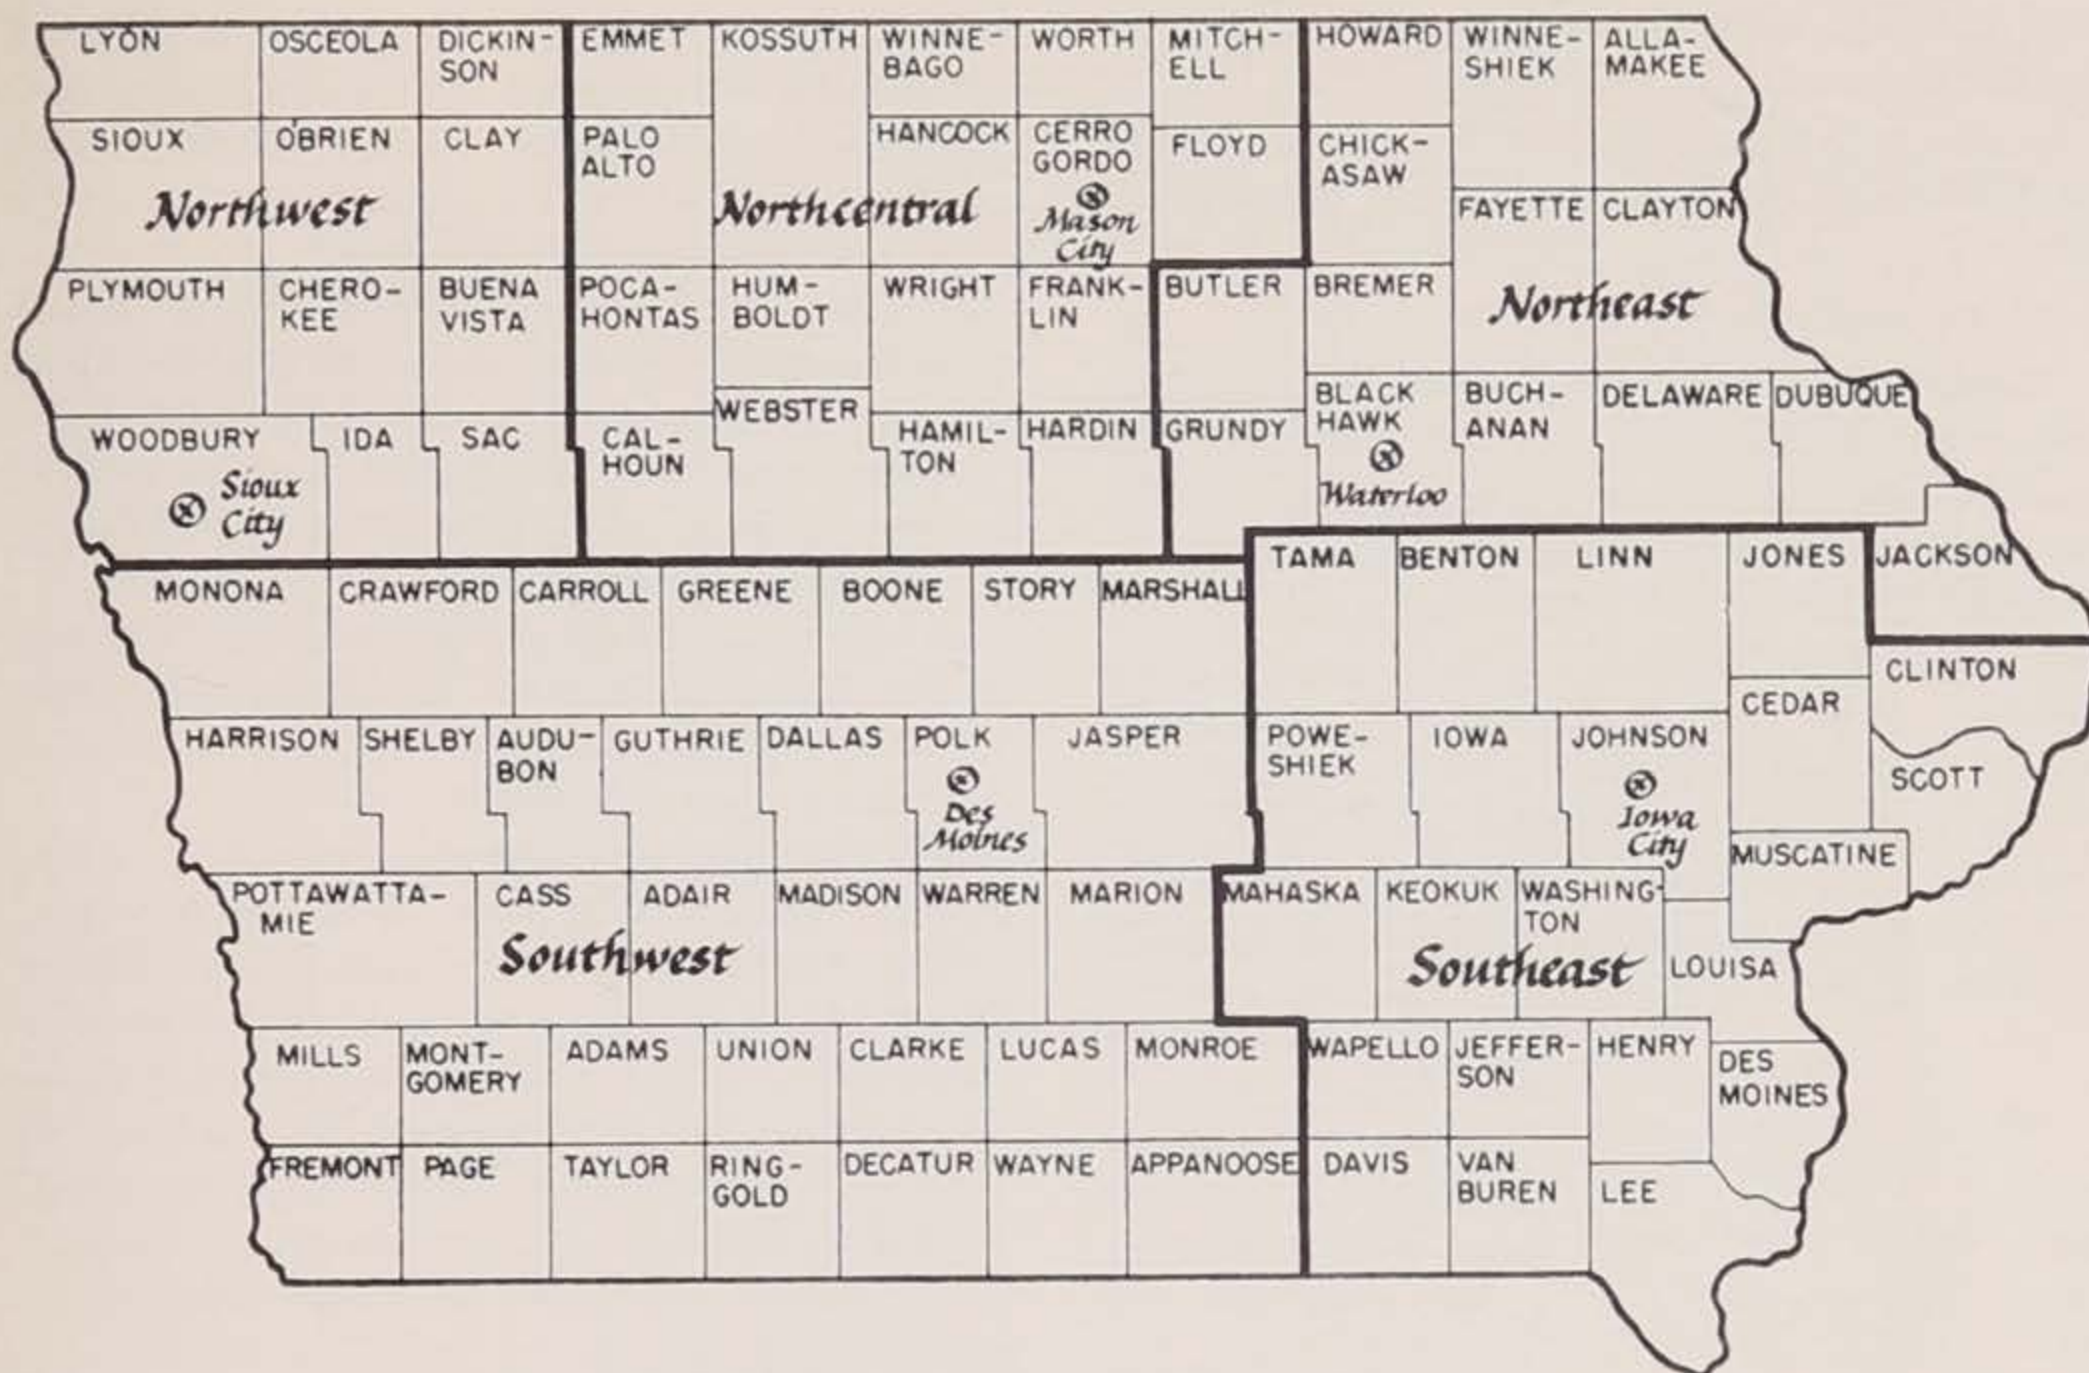 LYON
OSCEOLA
DICKIN-
SON
EMMET
KOSSUTH
WINNE-
BAGO
WORTH
MITCH-
ELL
HOWARD
WINNE-
SHIEK
ALLA-
MAKEE
SIOUX
O'BRIEN
CLAY
PALO
ALTO
HANCOCK
CERRO
GORDO
Mason
City
FLOYD
CHICK-
ASAW
Northwest
Northcentral
FAYETTE
CLAYTON
PLYMOUTH
CHERO-
KEE
BUENA
VISTA
POCA-
HONTAS
HUM-
BOLDT
WRIGHT
FRANK-
LIN
BUTLER
BREMER
Northeast
WOODBURY
Sioux
City
IDA
SAC
CAL-
HOUN
WEBSTER
HAMIL-
TON
HARDIN
GRUNDY
BLACK
HAWK
Waterloo
BUCH-
ANAN
DELAWARE
DUBUQUE
MONONA
CRAWFORD
CARROLL
GREENE
BOONE
STORY
MARSHALL
TAMA
BENTON
LINN
JONES
JACKSON
CLINTON
CEDAR
HARRISON
SHELBY
AUDU-
BON
GUTHRIE
DALLAS
POLK
Des
Moines
JASPER
POWE-
SHIEK
IOWA
JOHNSON
Iowa
City
SCOTT
MUSCATINE
POTTAWATTA-
MIE
CASS
ADAIR
MADISON
WARREN
MARION
MAHASKA
KEOKUK
WASHING-
TON
Southwest
Southeast
LOUISA
MILLS
MONT-
GOMERY
ADAMS
UNION
CLARKE
LUCAS
MONROE
WAPELLO
JEFFER-
SON
HENRY
DES
MOINES
FREMONT
PAGE
TAYLOR
RING-
GOLD
DECATUR
WAYNE
APPANOOSE
DAVIS
VAN
BUREN
LEE